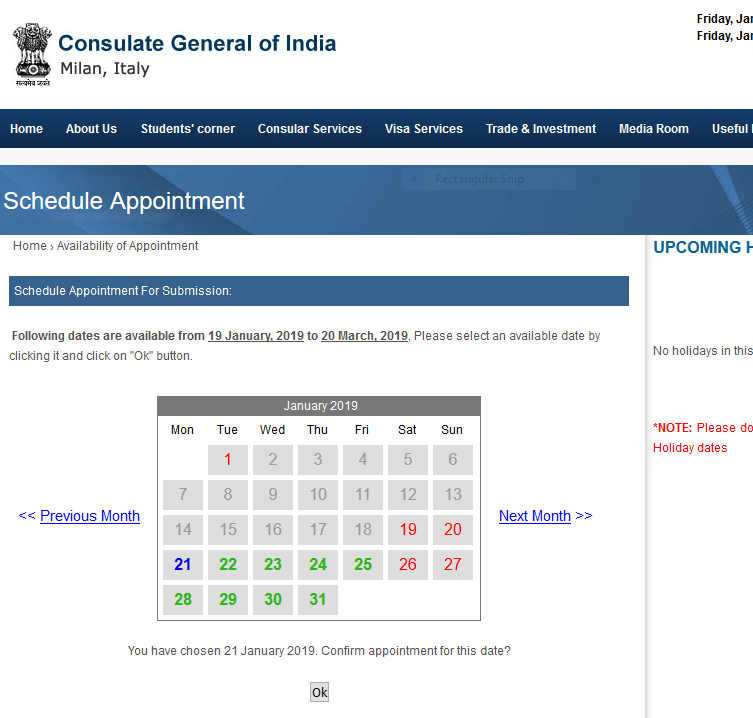 Friday, Jan
Friday, Jan
Consulate General of India
Milan, Italy
सत्यमेव जयते
Home About Us Students' corner Consular Services Visa Services Trade & Investment Media Room Useful
Rectangular Snip
Schedule Appointment
Home › Availability of Appointment
UPCOMING H
Schedule Appointment For Submission:
Following dates are available from 19 January, 2019 to 20 March, 2019, Please select an available date by
clicking it and click on "Ok" button.
No holidays in this
January 2019
Mon Tue Wed Thu Fri Sat Sun
1 2 3 4 5 6
7 8 9 10 11 12 13
14 15 16 17 18 19 20
21 22 23 24 25 26 27
28 29 30 31
<< Previous Month
Next Month >>
*NOTE: Please do
Holiday dates
You have chosen 21 January 2019. Confirm appointment for this date?
Ok